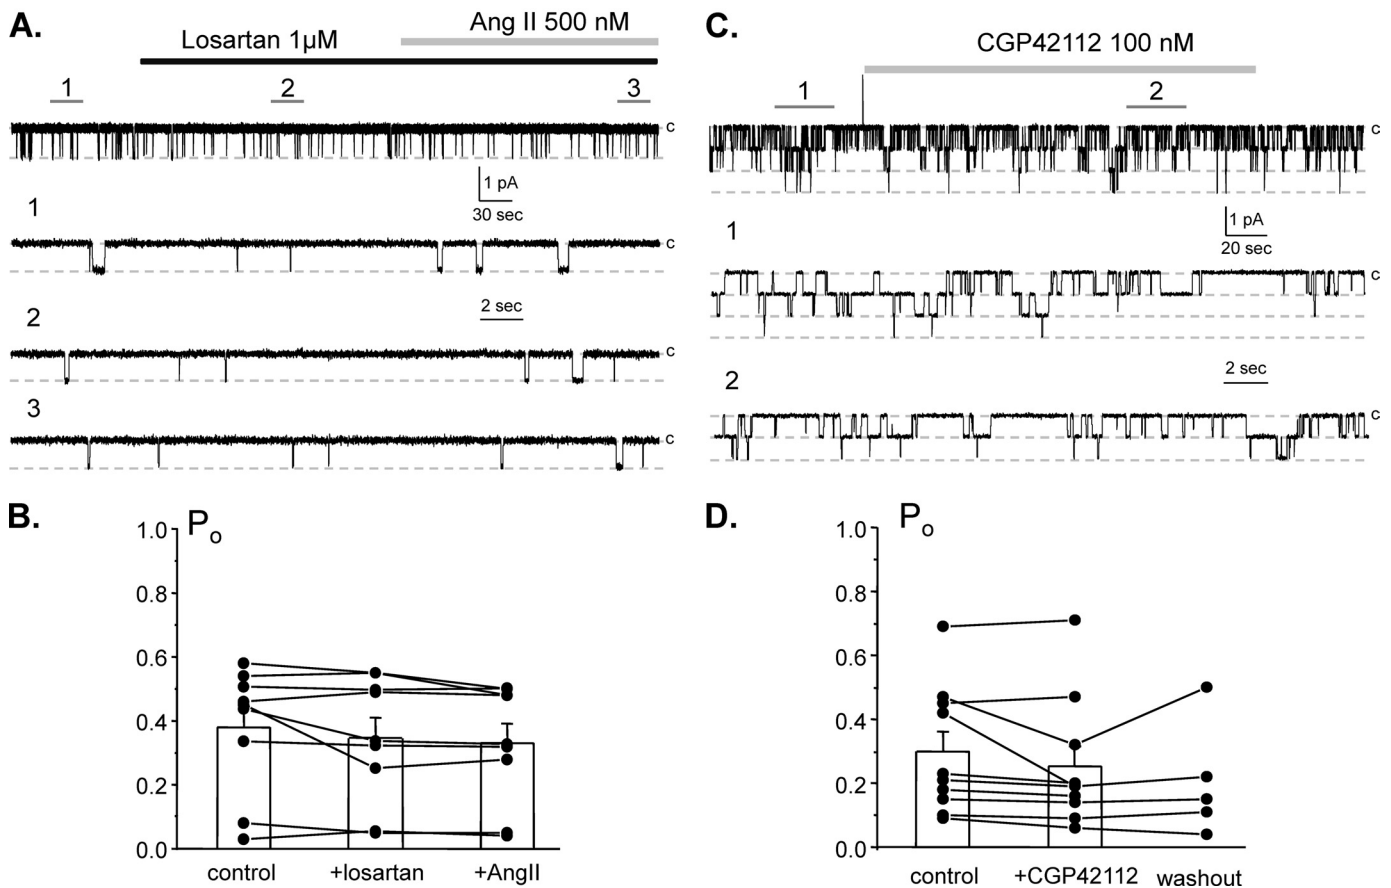 A.
Losartan 1µM
Ang II 500 nM
1
2
3
c
1 pA
30 sec
1
c
2
2 sec
c
3
c
C.
CGP42112 100 nM
1
2
c
1 pA
20 sec
1
c
2
2 sec
c
B.
Po
1.0
0.8
0.6
0.4
0.2
0.0
control
+losartan
+AngII
D.
Po
1.0
0.8
0.6
0.4
0.2
0.0
control
+CGP42112
washout